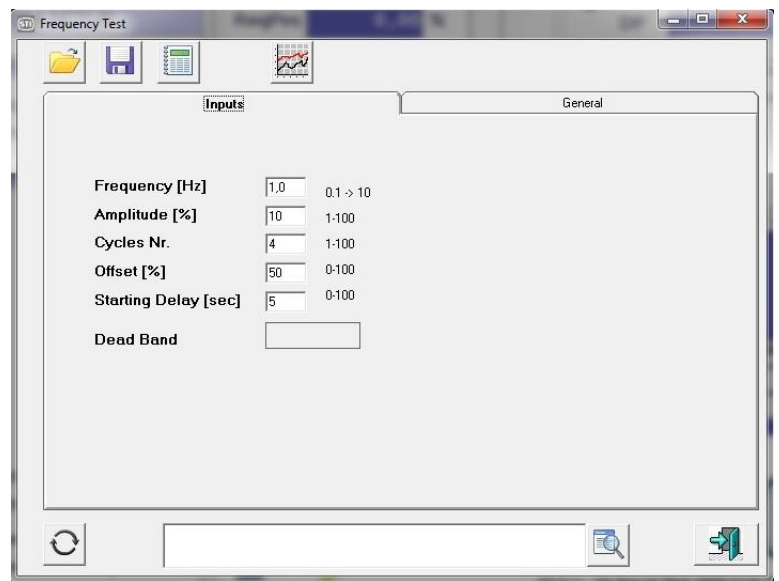 STI Frequency Test
Inputs
General
Frequency [Hz] 1,0 0.1 -> 10
Amplitude [%] 10 1-100
Cycles Nr. 4 1-100
Offset [%] 50 0-100
Starting Delay [sec] 5 0-100
Dead Band